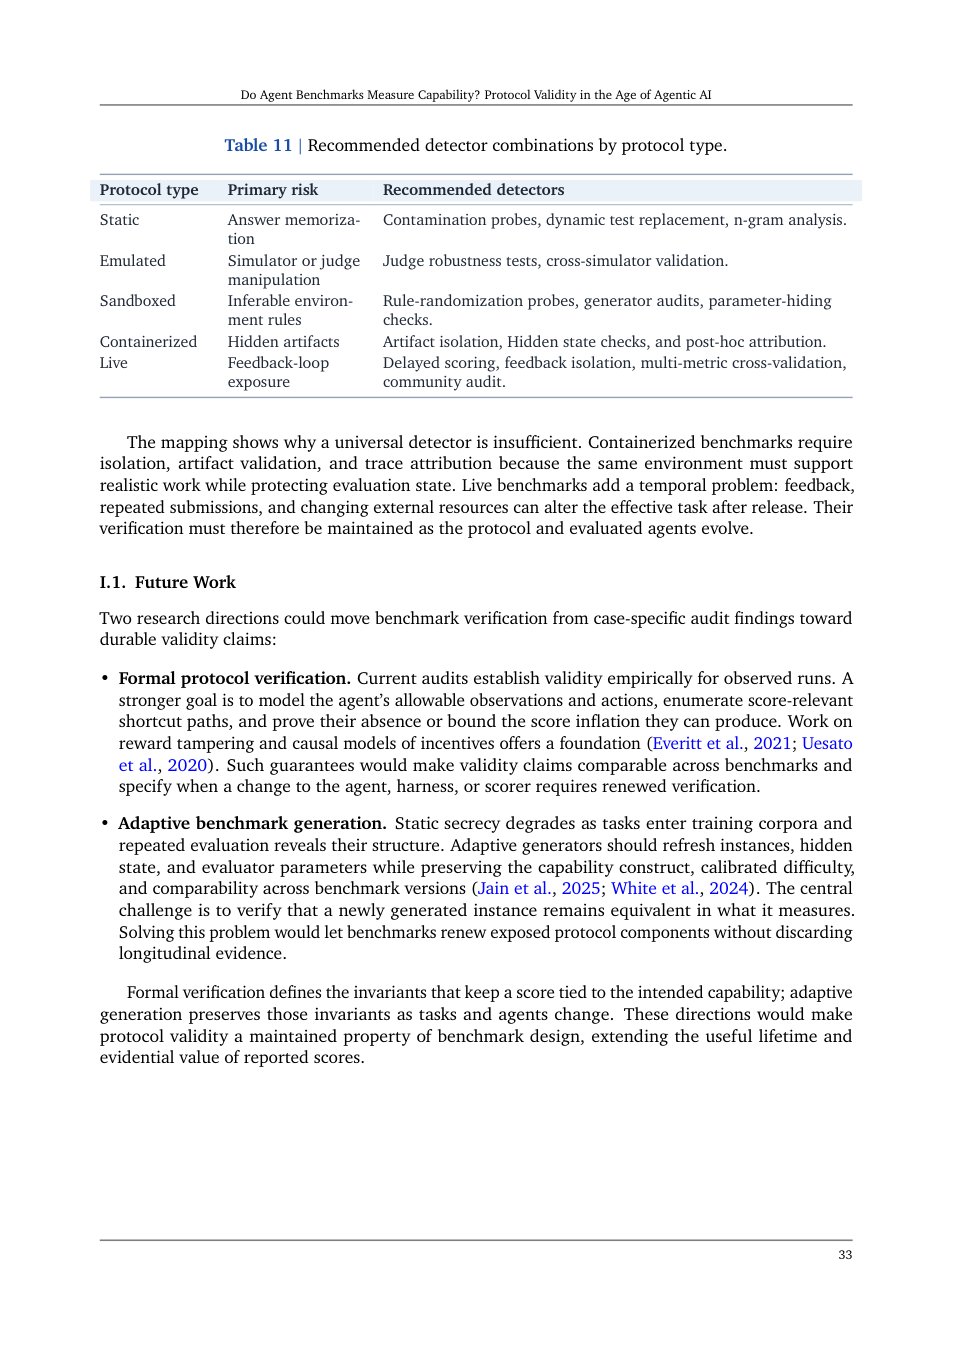 Do Agent Benchmarks Measure Capability? Protocol Validity in the Age of Agentic AI
Table 11 | Recommended detector combinations by protocol type.
Protocol type Primary risk Recommended detectors
Static Answer memoriza- Contamination probes, dynamic test replacement, n-gram analysis.
tion
Emulated Simulator or judge Judge robustness tests, cross-simulator validation.
manipulation
Sandboxed Inferable environ- Rule-randomization probes, generator audits, parameter-hiding
ment rules checks.
Containerized Hidden artifacts Artifact isolation, Hidden state checks, and post-hoc attribution.
Live Feedback-loop Delayed scoring, feedback isolation, multi-metric cross-validation,
exposure community audit.
The mapping shows why a universal detector is insufficient. Containerized benchmarks require
isolation, artifact validation, and trace attribution because the same environment must support
realistic work while protecting evaluation state. Live benchmarks add a temporal problem: feedback,
repeated submissions, and changing external resources can alter the effective task after release. Their
verification must therefore be maintained as the protocol and evaluated agents evolve.
I.1. Future Work
Two research directions could move benchmark verification from case-specific audit findings toward
durable validity claims:
• Formal protocol verification. Current audits establish validity empirically for observed runs. A
stronger goal is to model the agent's allowable observations and actions, enumerate score-relevant
shortcut paths, and prove their absence or bound the score inflation they can produce. Work on
reward tampering and causal models of incentives offers a foundation (Everitt et al., 2021; Uesato
et al., 2020). Such guarantees would make validity claims comparable across benchmarks and
specify when a change to the agent, harness, or scorer requires renewed verification.
• Adaptive benchmark generation. Static secrecy degrades as tasks enter training corpora and
repeated evaluation reveals their structure. Adaptive generators should refresh instances, hidden
state, and evaluator parameters while preserving the capability construct, calibrated difficulty,
and comparability across benchmark versions (Jain et al., 2025; White et al., 2024). The central
challenge is to verify that a newly generated instance remains equivalent in what it measures.
Solving this problem would let benchmarks renew exposed protocol components without discarding
longitudinal evidence.
Formal verification defines the invariants that keep a score tied to the intended capability; adaptive
generation preserves those invariants as tasks and agents change. These directions would make
protocol validity a maintained property of benchmark design, extending the useful lifetime and
evidential value of reported scores.
33